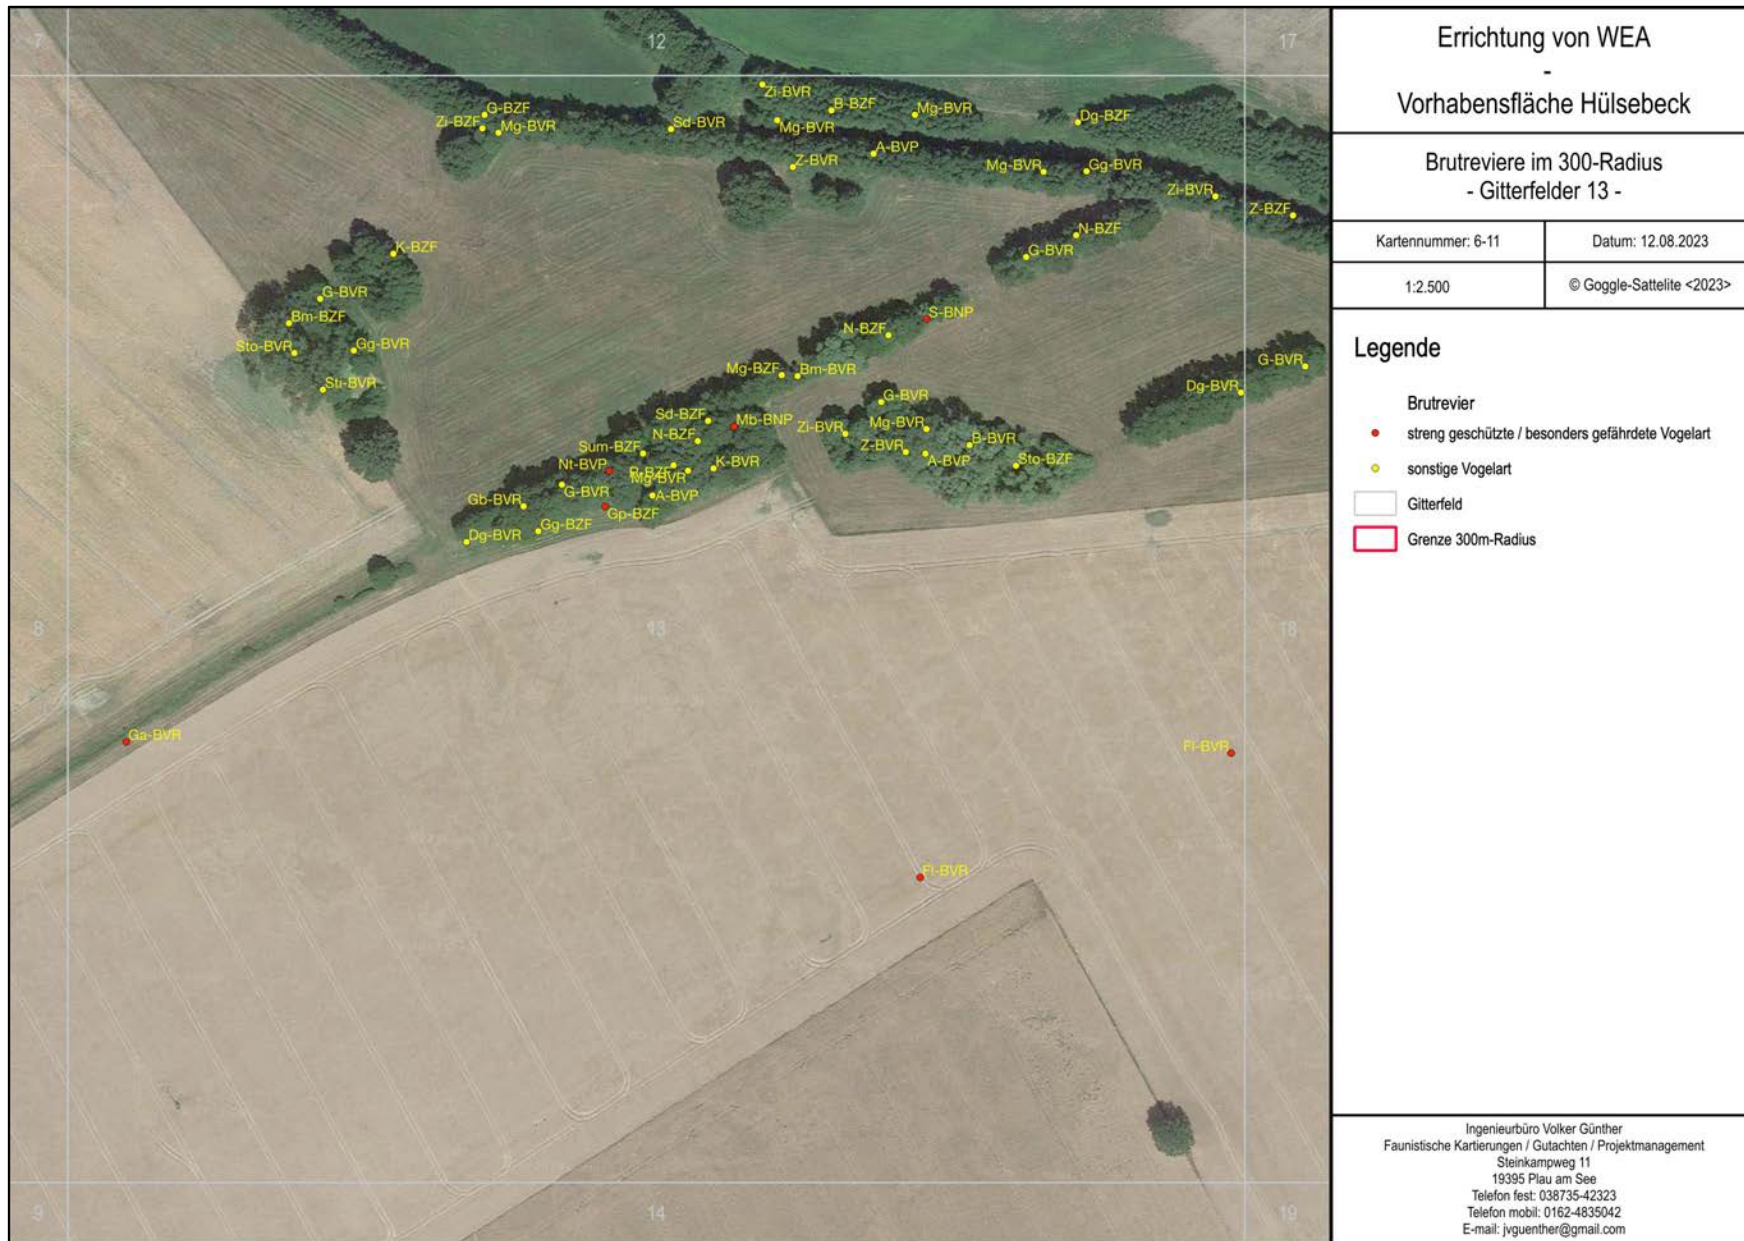 7
12
17
Zi-BVR
G-BZF
B-BZF
Mg-BVR
Dg-BZF
Zi-BZF
Mg-BVR
Sd-BVR
Mg-BVR
A-BVP
Z-BVR
Mg-BVR
Gg-BVR
Zi-BVR
Z-BZF
N-BZF
K-BZF
G-BVR
G-BVR
Bm-BZF
S-BNP
N-BZF
Sto-BVR
Gg-BVR
G-BVR
Mg-BZF
Bm-BVR
Sti-BVR
Dg-BVR
G-BVR
Sd-BZF
Mb-BNP
Zi-BVR
Mg-BVR
N-BZF
B-BVR
Sum-BZF
Z-BVR
A-BVP
Sto-BZF
Nt-BVP
K-BVR
Mg-BVR
G-BVR
A-BVP
Gb-BVR
Gp-BZF
Gg-BZF
Dg-BVR
8
13
18
Ga-BVR
Fl-BVR
Fl-BVR
9
14
19
Errichtung von WEA
-
Vorhabensfläche Hülsebeck
Brutreviere im 300-Radius
- Gitterfelder 13 -
Kartennummer: 6-11
Datum: 12.08.2023
1:2.500
© Goggle-Sattelite <2023>
Legende
Brutrevier
streng geschützte / besonders gefährdete Vogelart
sonstige Vogelart
Gitterfeld
Grenze 300m-Radius
Ingenieurbüro Volker Günther
Faunistische Kartierungen / Gutachten / Projektmanagement
Steinkampweg 11
19395 Plau am See
Telefon fest: 038735-42323
Telefon mobil: 0162-4835042
E-mail: jvguenther@gmail.com